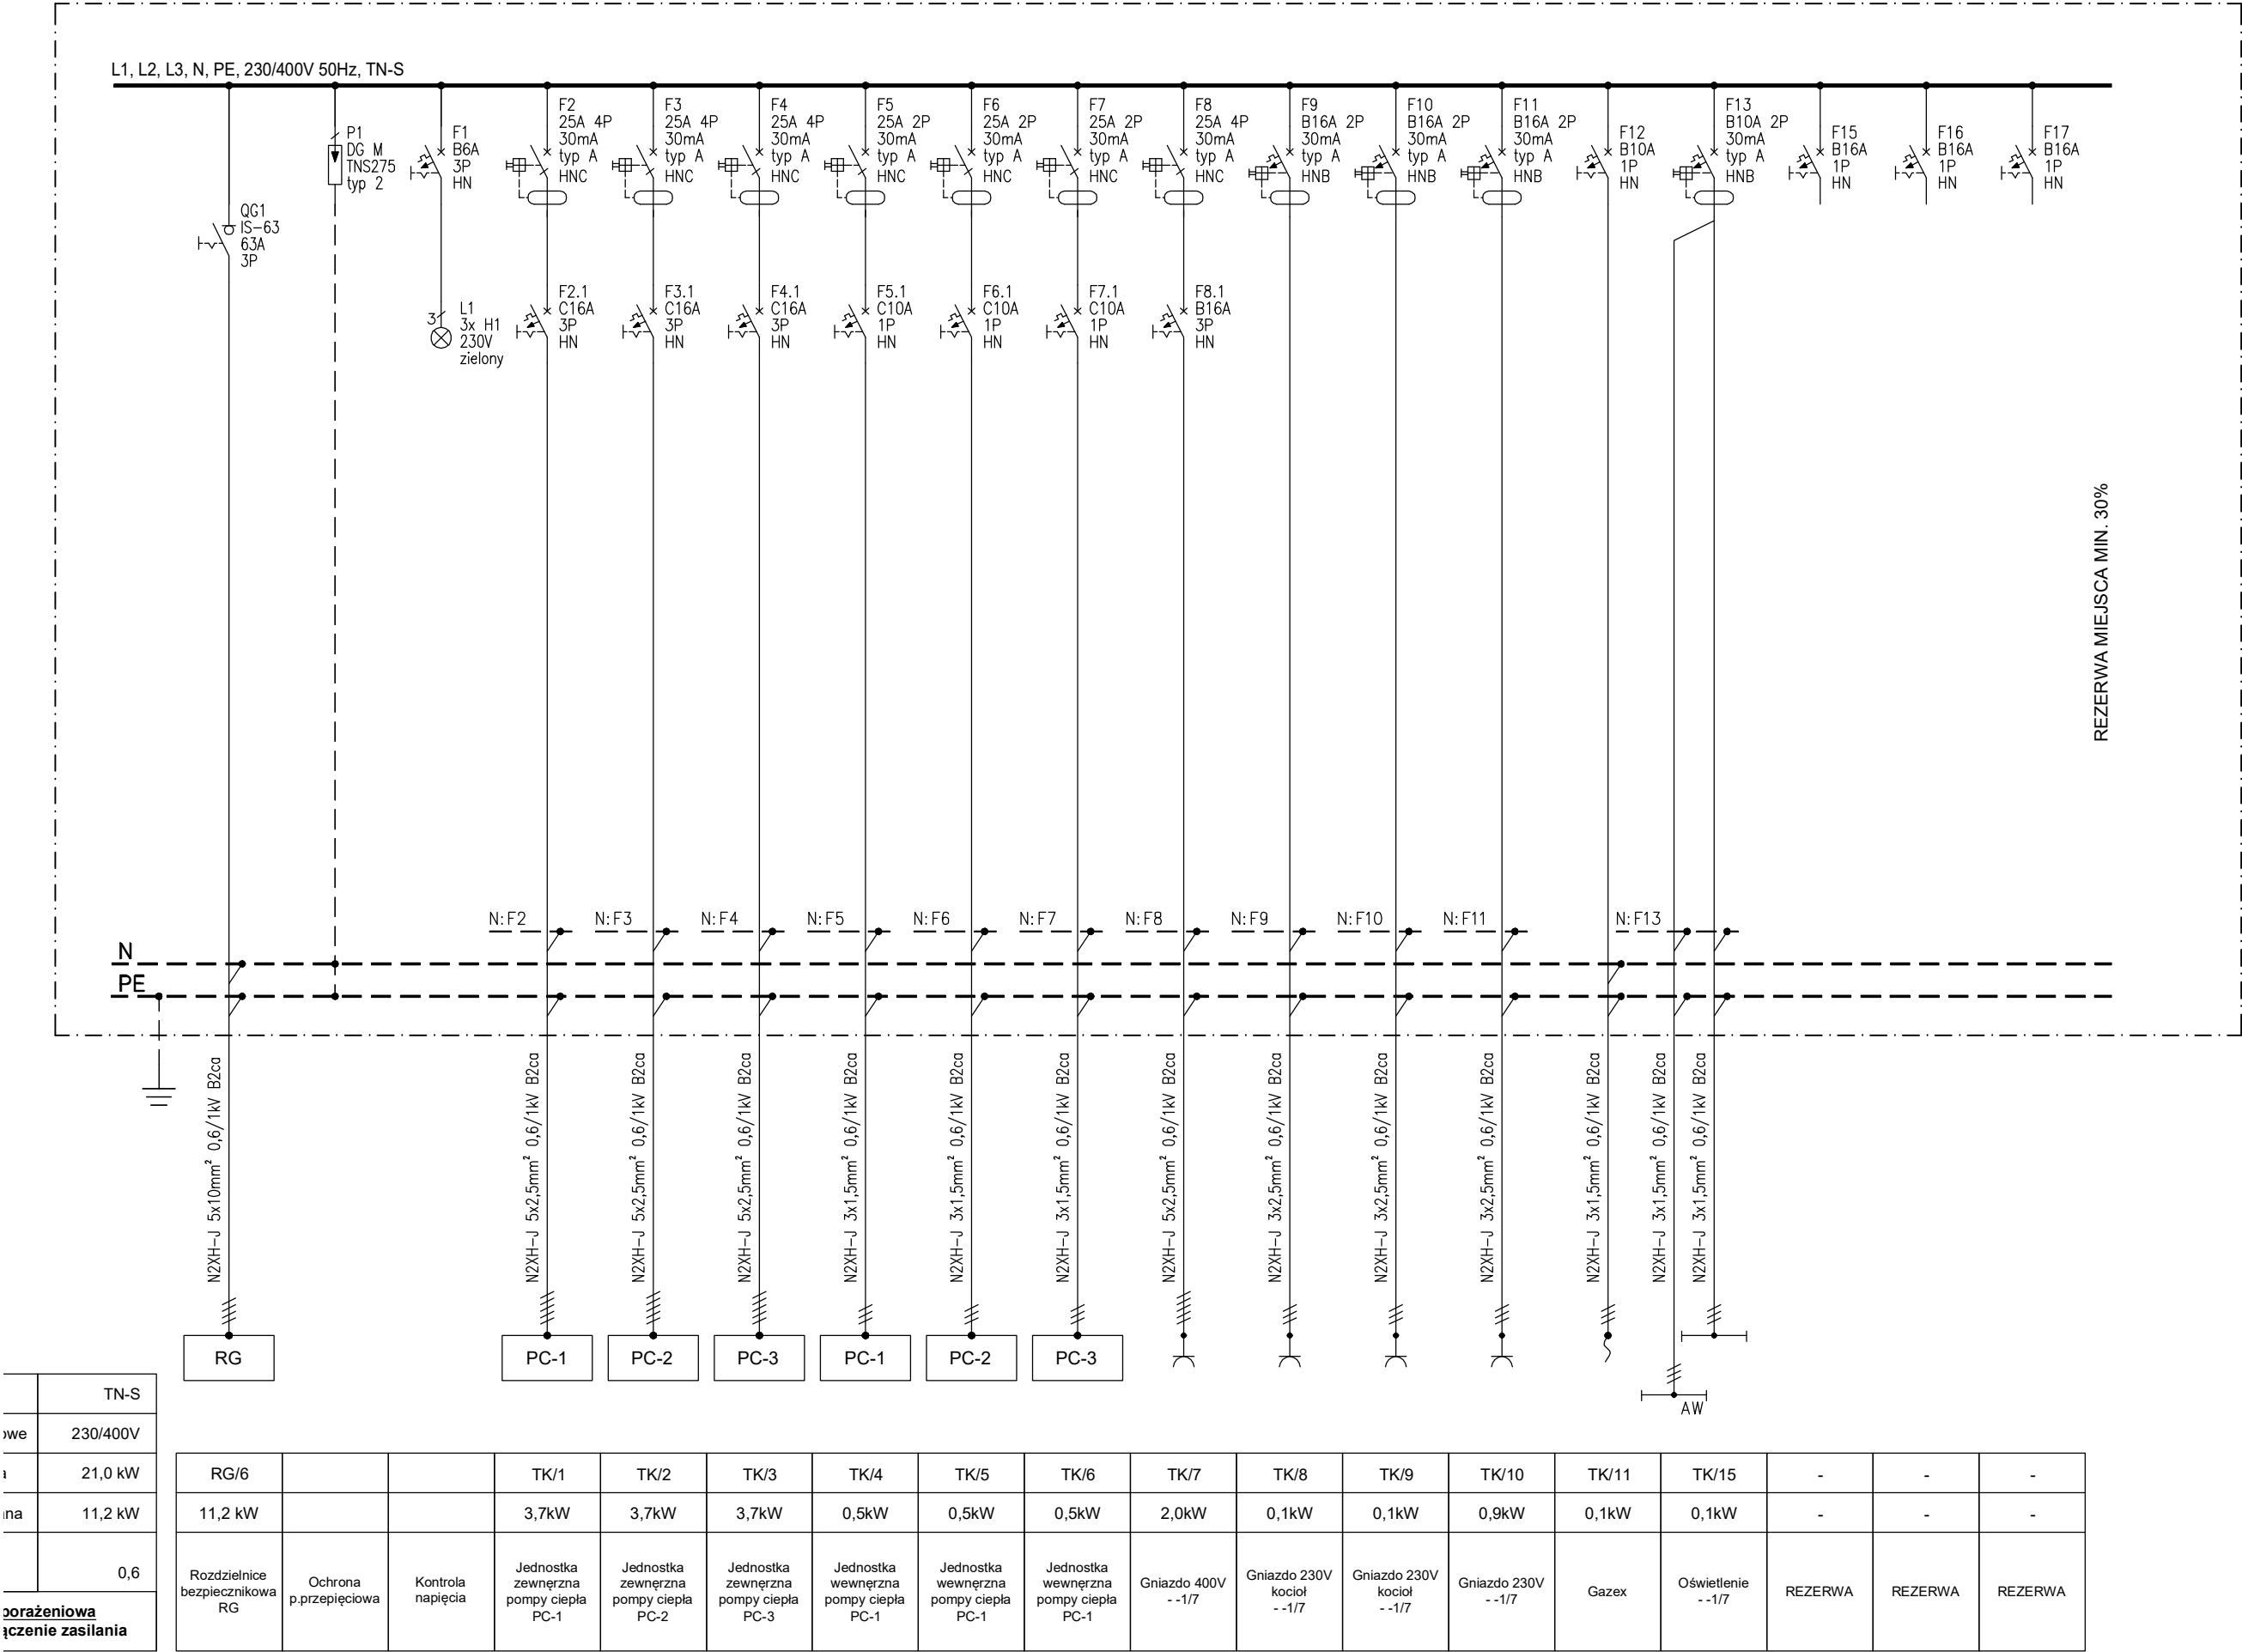 L1, L2, L3, N, PE, 230/400V 50Hz, TN-S
QG1
IS-63
63A
3P
P1
DG M
TNS275
typ 2
F1
B6A
3P
HN
3
L1
3x H1
230V
zielony
F2
25A 4P
30mA
typ A
HNC
F2.1
C16A
3P
HN
F3
25A 4P
30mA
typ A
HNC
F3.1
C16A
3P
HN
F4
25A 4P
30mA
typ A
HNC
F4.1
C16A
3P
HN
F5
25A 2P
30mA
typ A
HNC
F5.1
C10A
1P
HN
F6
25A 2P
30mA
typ A
HNC
F6.1
C10A
1P
HN
F7
25A 2P
30mA
typ A
HNC
F7.1
C10A
1P
HN
F8
25A 4P
30mA
typ A
HNC
F8.1
B16A
3P
HN
F9
B16A 2P
30mA
typ A
HNB
F10
B16A 2P
30mA
typ A
HNB
F11
B16A 2P
30mA
typ A
HNB
F12
B10A
1P
HN
F13
B10A 2P
30mA
typ A
HNB
F15
B16A
1P
HN
F16
B16A
1P
HN
F17
B16A
1P
HN
REZERWA MIEJSCA MIN. 30%
N:F2
N:F3
N:F4
N:F5
N:F6
N:F7
N:F8
N:F9
N:F10
N:F11
N:F13
N
PE
N2XH-J 5x10mm² 0,6/1kV B2ca
N2XH-J 5x2,5mm² 0,6/1kV B2ca
N2XH-J 5x2,5mm² 0,6/1kV B2ca
N2XH-J 5x2,5mm² 0,6/1kV B2ca
N2XH-J 3x1,5mm² 0,6/1kV B2ca
N2XH-J 3x1,5mm² 0,6/1kV B2ca
N2XH-J 3x1,5mm² 0,6/1kV B2ca
N2XH-J 5x2,5mm² 0,6/1kV B2ca
N2XH-J 3x2,5mm² 0,6/1kV B2ca
N2XH-J 3x2,5mm² 0,6/1kV B2ca
N2XH-J 3x2,5mm² 0,6/1kV B2ca
N2XH-J 3x1,5mm² 0,6/1kV B2ca
N2XH-J 3x1,5mm² 0,6/1kV B2ca
N2XH-J 3x1,5mm² 0,6/1kV B2ca
RG
PC-1
PC-2
PC-3
PC-1
PC-2
PC-3
AW
TN-S
owe 230/400V
21,0 kW
ana 11,2 kW
0,6
porażeniowa
ączenie zasilania
RG/6 TK/1 TK/2 TK/3 TK/4 TK/5 TK/6 TK/7 TK/8 TK/9 TK/10 TK/11 TK/15 - - -
11,2 kW 3,7kW 3,7kW 3,7kW 0,5kW 0,5kW 0,5kW 2,0kW 0,1kW 0,1kW 0,9kW 0,1kW 0,1kW - - -
Rozdzielnice
bezpiecznikowa
RG
Ochrona
p.przepięciowa
Kontrola
napięcia
Jednostka
zewnęrzna
pompy ciepła
PC-1
Jednostka
zewnęrzna
pompy ciepła
PC-2
Jednostka
zewnęrzna
pompy ciepła
PC-3
Jednostka
wewnęrzna
pompy ciepła
PC-1
Jednostka
wewnęrzna
pompy ciepła
PC-1
Jednostka
wewnęrzna
pompy ciepła
PC-1
Gniazdo 400V
- -1/7
Gniazdo 230V
kocioł
- -1/7
Gniazdo 230V
kocioł
- -1/7
Gniazdo 230V
- -1/7
Gazex
Oświetlenie
- -1/7
REZERWA
REZERWA
REZERWA